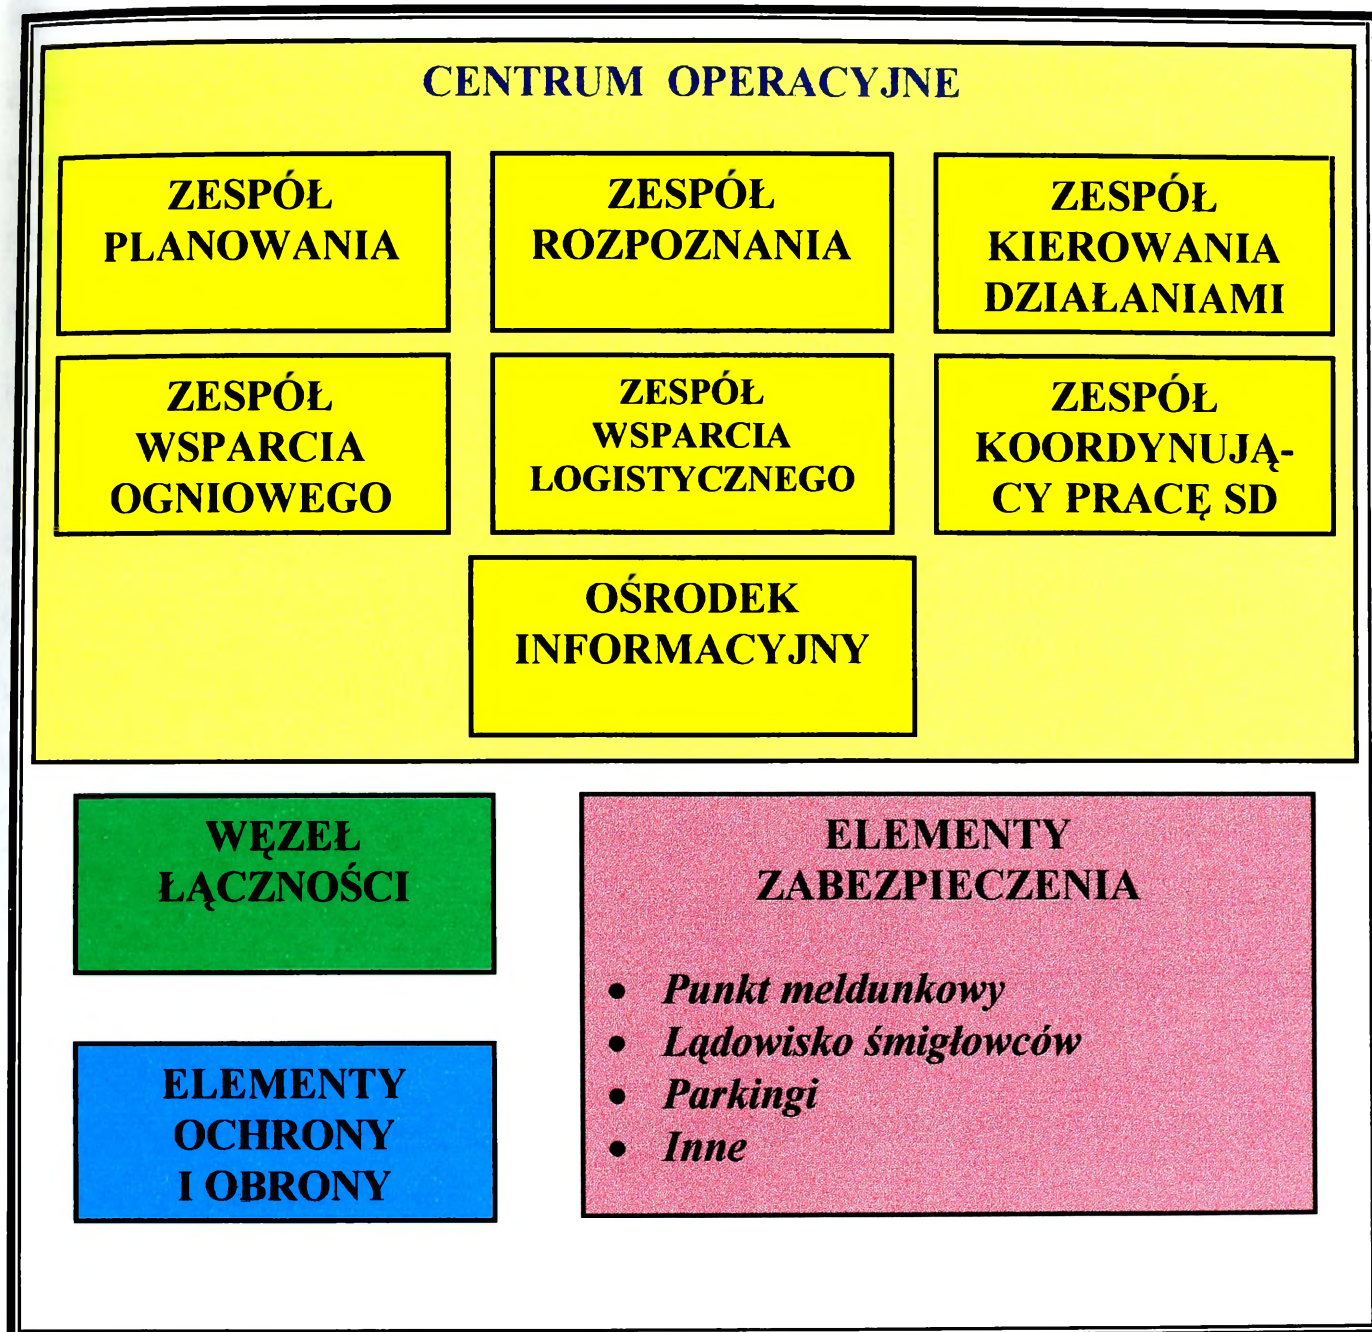 CENTRUM OPERACYJNE
ZESPÓŁ
PLANOWANIA
ZESPÓŁ
ROZPOZNANIA
ZESPÓŁ
KIEROWANIA
DZIAŁANIAMI
ZESPÓŁ
WSPARCIA
OGNIOWEGO
ZESPÓŁ
WSPARCIA
LOGISTYCZNEGO
ZESPÓŁ
KOORDYNUJĄ-
CY PRACĘ SD
OŚRODEK
INFORMACYJNY
WĘZEŁ
ŁĄCZNOŚCI
ELEMENTY
OCHRONY
I OBRONY
ELEMENTY
ZABEZPIECZENIA
• Punkt meldunkowy
• Lądowisko śmigłowców
• Parkingi
• Inne